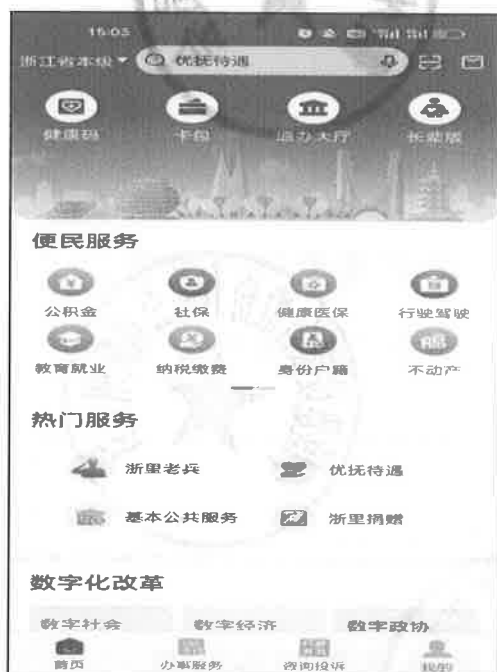 15:03
浙江省本级 优抚待遇
健康码 卡包 掌办大厅 长辈版
便民服务
公积金 社保 健康医保 行驶驾驶
教育就业 纳税缴费 身份户籍 不动产
热门服务
浙里老兵 优抚待遇
基本公共服务 浙里捐赠
数字化改革
数字社会 数字经济 数字政协
首页 办事服务 咨询投诉 我的